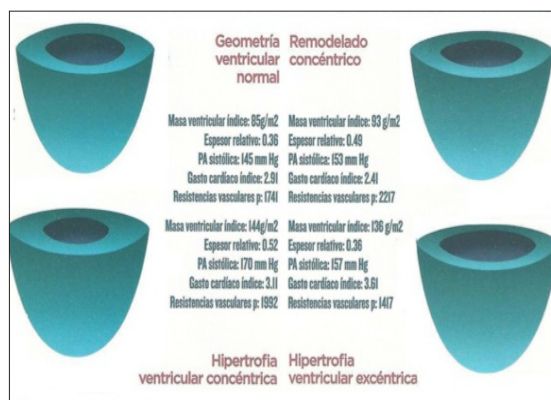 Geometría
ventricular
normal
Masa ventricular índice: 85g/m2
Espesor relativo: 0.36
PA sistólica: 145 mm Hg
Gasto cardíaco índice: 2.91
Resistencias vasculares p: 1741
Remodelado
concéntrico
Masa ventricular índice: 93 g/m2
Espesor relativo: 0.49
PA sistólica: 153 mm Hg
Gasto cardíaco índice: 2.41
Resistencias vasculares p: 2217
Masa ventricular índice: 144g/m2
Espesor relativo: 0.52
PA sistólica: 170 mm Hg
Gasto cardíaco índice: 3.11
Resistencias vasculares p: 1992
Hipertrofia
ventricular concéntrica
Masa ventricular índice: 136 g/m2
Espesor relativo: 0.36
PA sistólica: 157 mm Hg
Gasto cardíaco índice: 3.61
Resistencias vasculares p: 1417
Hipertrofia
ventricular excéntrica